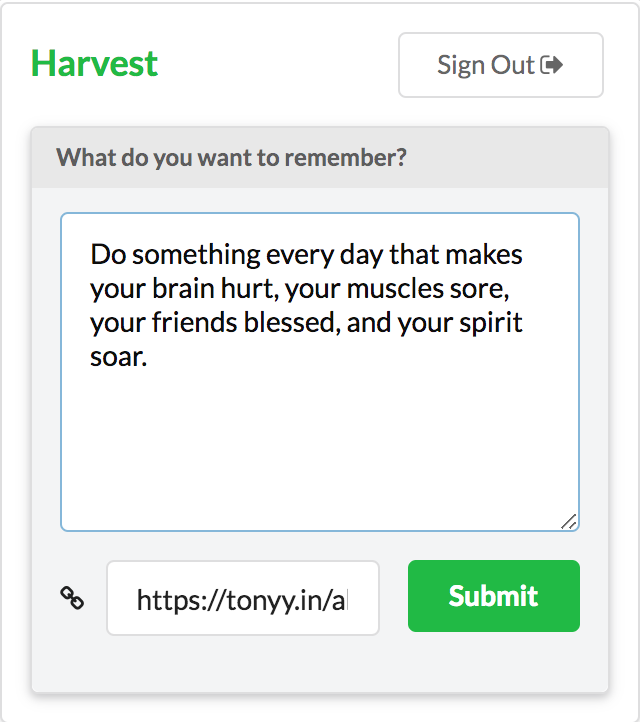 Harvest
Sign Out
What do you want to remember?
Do something every day that makes
your brain hurt, your muscles sore,
your friends blessed, and your spirit
soar.
https://tonyy.in/a
Submit